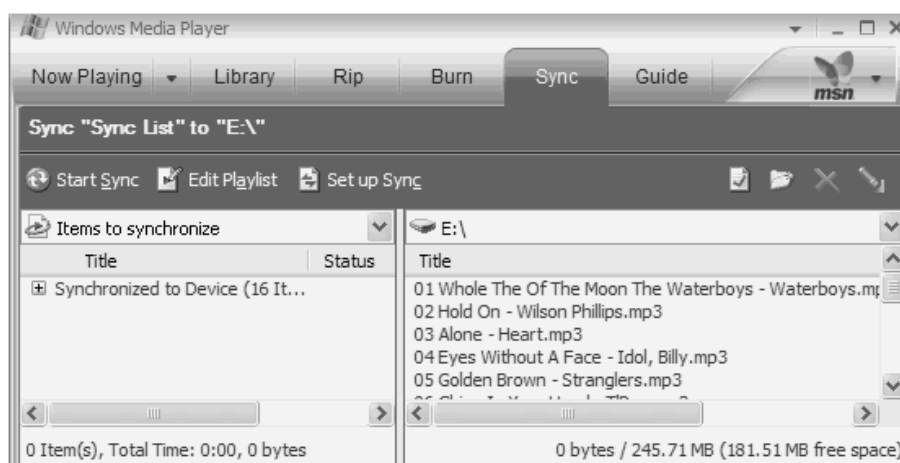 Windows Media Player
Now Playing Library Rip Burn Sync Guide msn
Sync "Sync List" to "E:\"
Start Sync Edit Playlist Set up Sync
Items to synchronize
Title Status
Synchronized to Device (16 It...
0 Item(s), Total Time: 0:00, 0 bytes
E:\
Title
01 Whole The Of The Moon The Waterboys - Waterboys.mp
02 Hold On - Wilson Phillips.mp3
03 Alone - Heart.mp3
04 Eyes Without A Face - Idol, Billy.mp3
05 Golden Brown - Stranglers.mp3
0 bytes / 245.71 MB (181.51 MB free space)